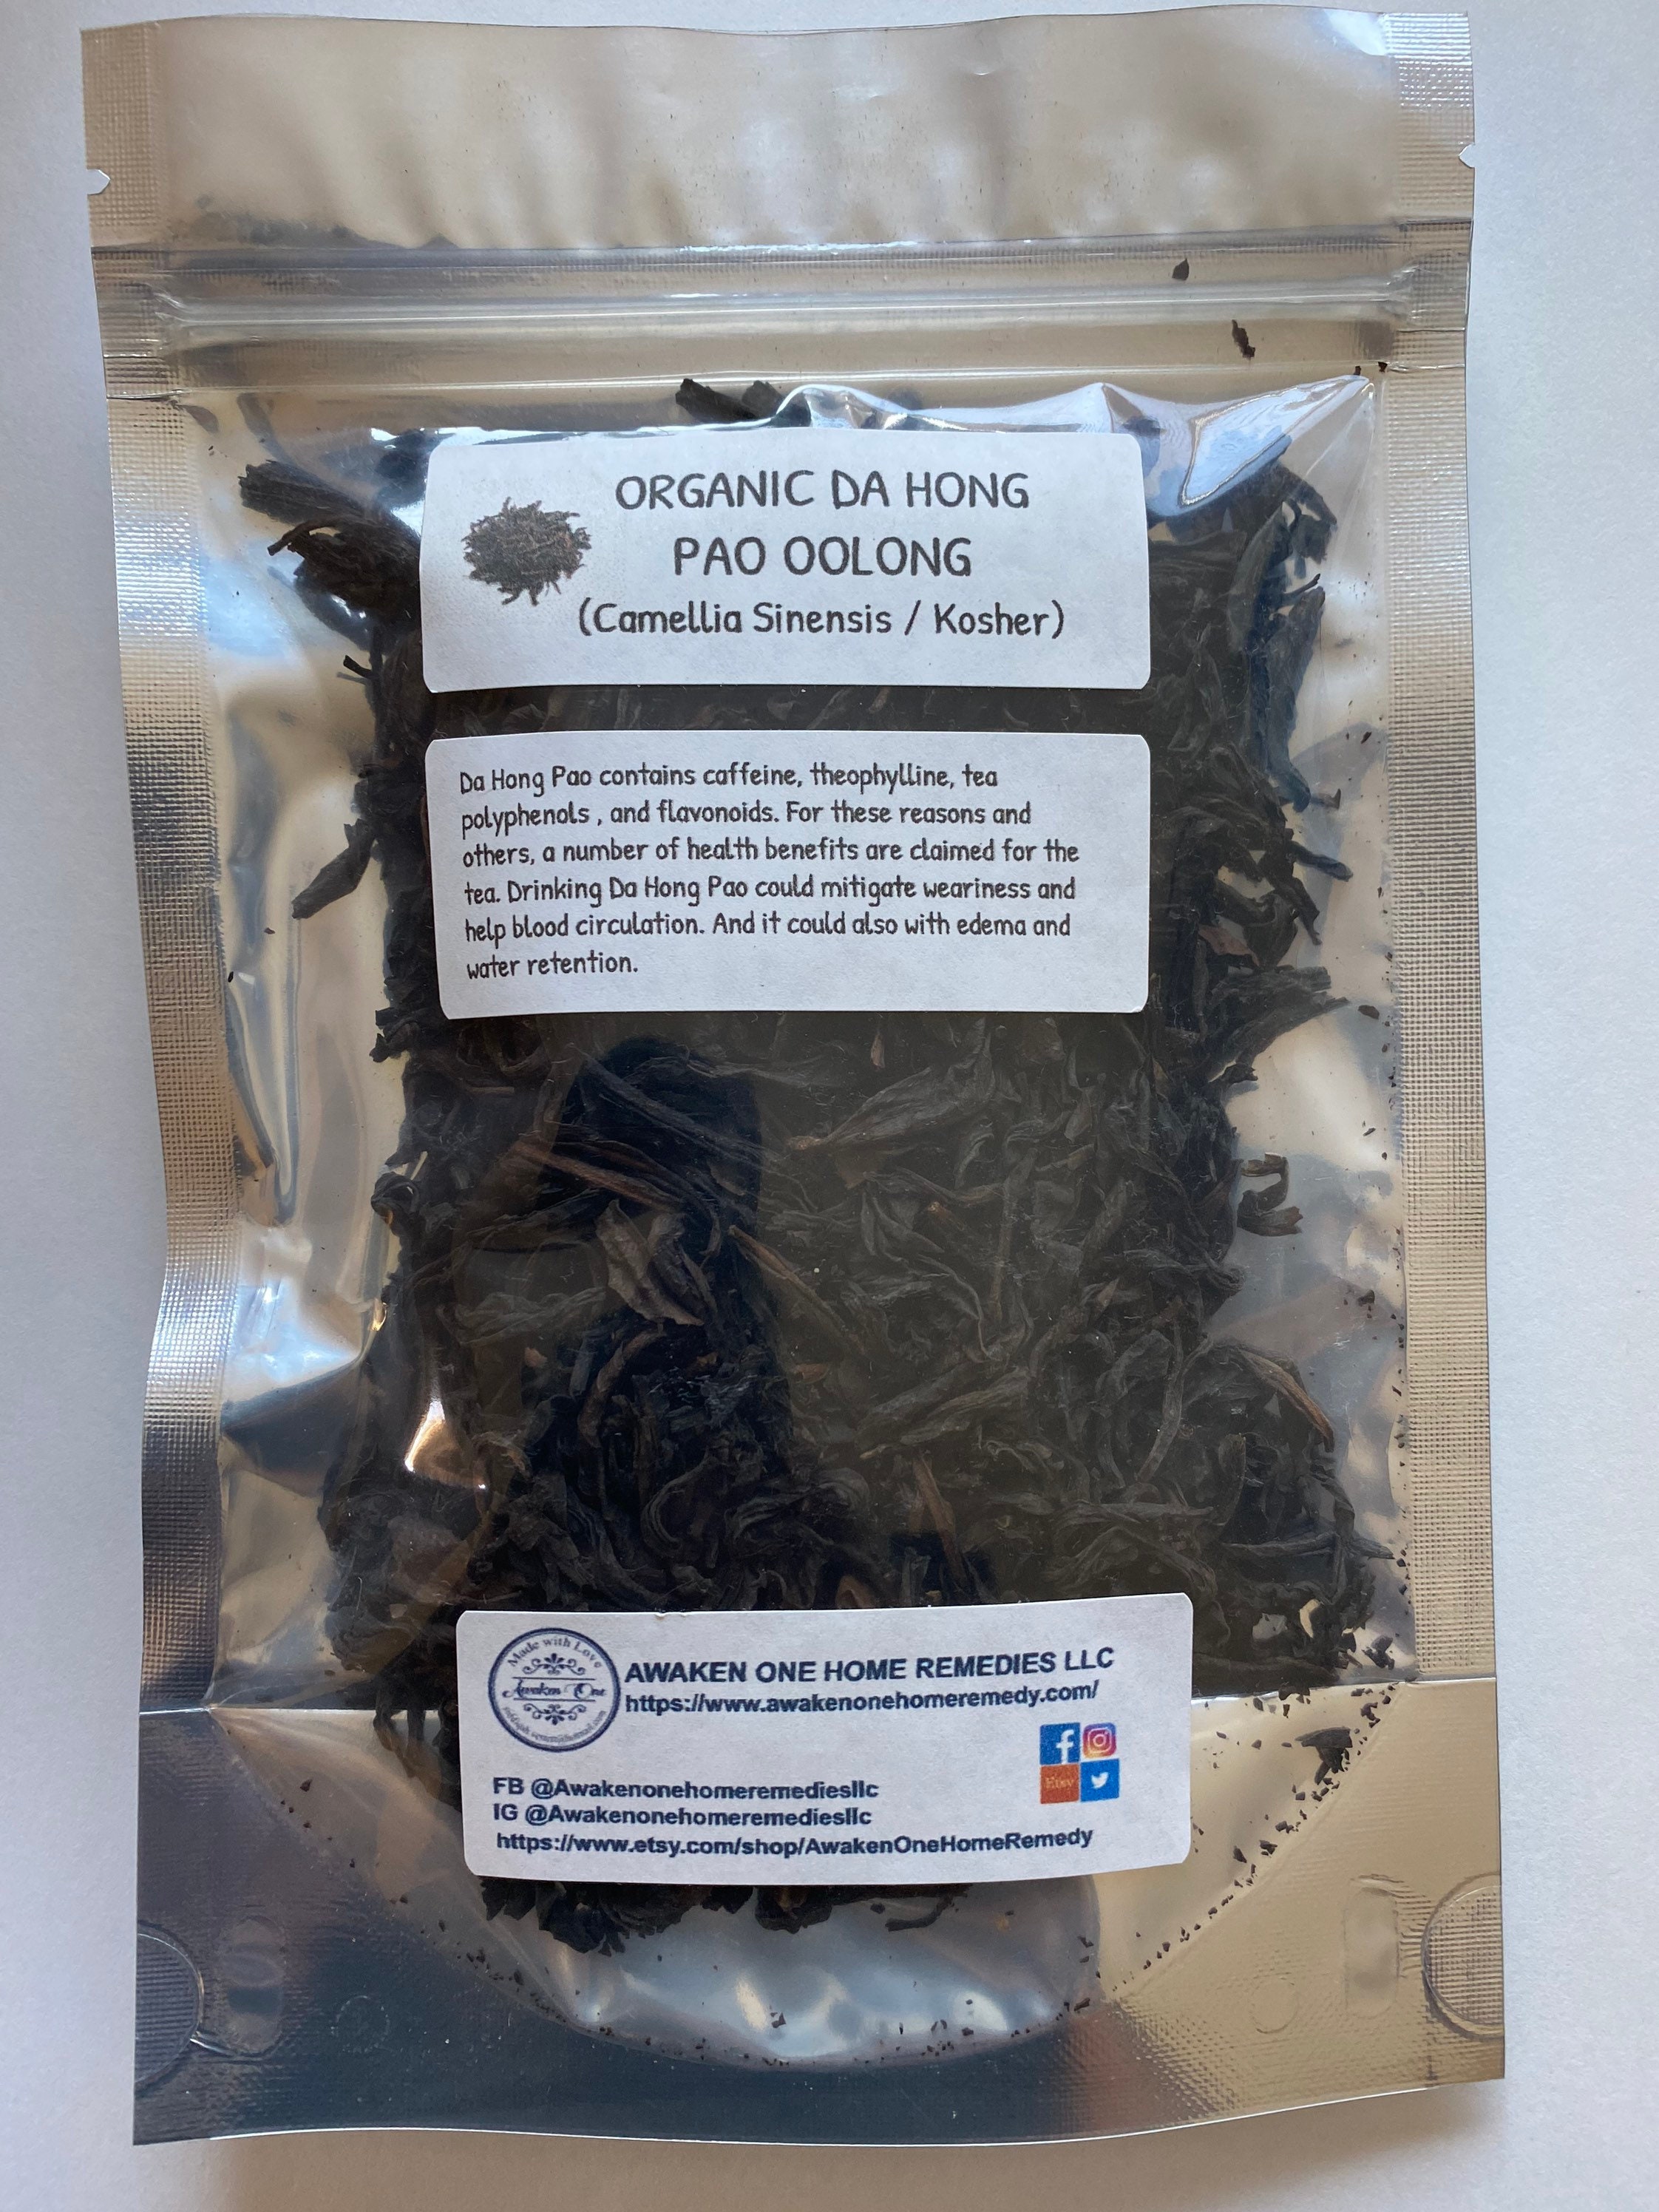 ORGANIC DA HONG
PAO OOLONG
(Camellia Sinensis / Kosher)
Da Hong Pao contains caffeine, theophylline, tea
polyphenols , and flavonoids. For these reasons and
others, a number of health benefits are claimed for the
tea. Drinking Da Hong Pao could mitigate weariness and
help blood circulation. And it could also with edema and
water retention.
Made with Love
Awaken One
AWAKEN ONE HOME REMEDIES LLC
https://www.awakenonehomeremedy.com/
Etsy
FB @Awakenonehomeremediesllc
IG @Awakenonehomeremediesllc
https://www.etsy.com/shop/AwakenOneHomeRemedy